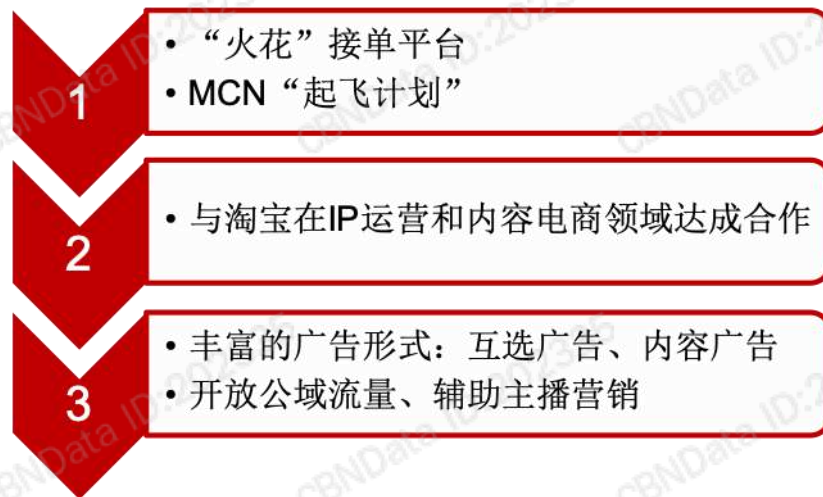 1
• “火花”接单平台
• MCN“起飞计划”
2
• 与淘宝在IP运营和内容电商领域达成合作
3
• 丰富的广告形式：互选广告、内容广告
• 开放公域流量、辅助主播营销